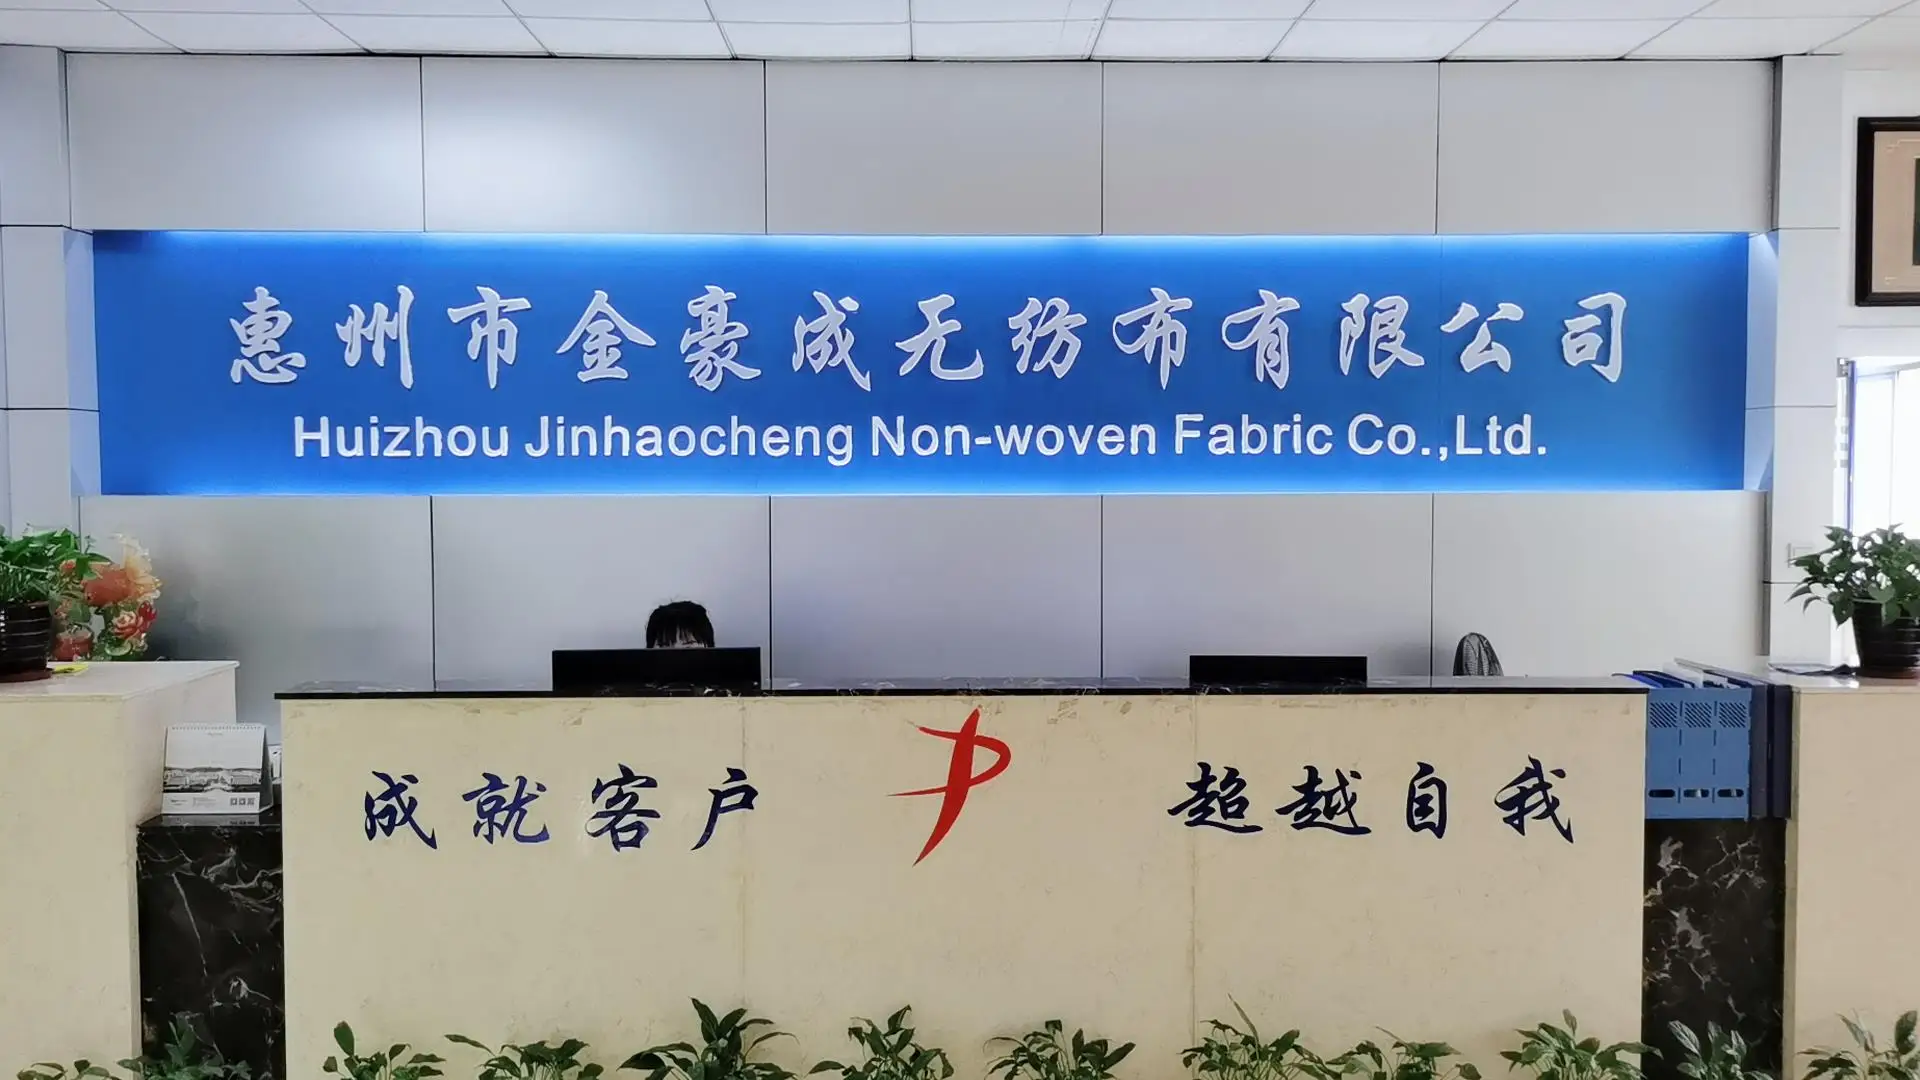 惠州市金豪成无纺布有限公司
Huizhou Jinhaocheng Non-woven Fabric Co.,Ltd.
成就客户 超越自我